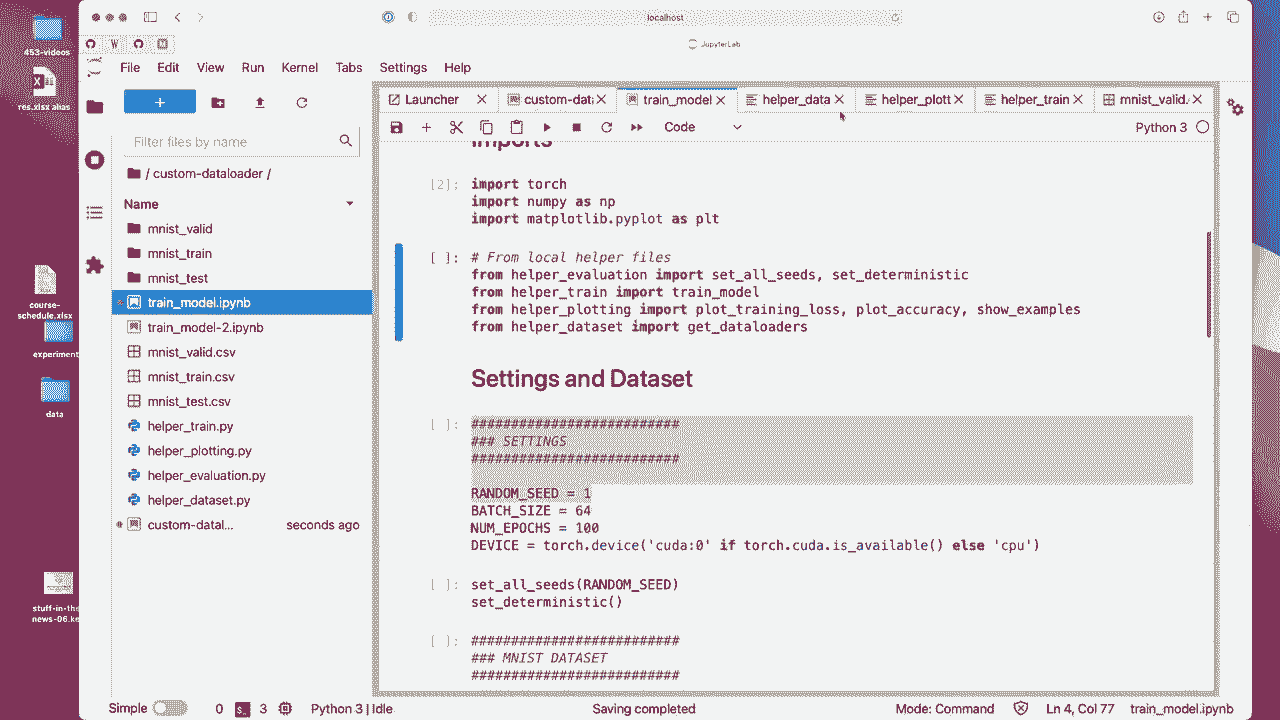 localhost
JupyterLab
File Edit View Run Kernel Tabs Settings Help
453-videos
res.xlsx alias
course-schedule.xlsx
experiment
data
stuff-in-the
news-06.ke
+
Filter files by name
/ custom-dataloader /
Name
mnist_valid
mnist_train
mnist_test
train_model.ipynb
train_model-2.ipynb
mnist_valid.csv
mnist_train.csv
mnist_test.csv
helper_train.py
helper_plotting.py
helper_evaluation.py
helper_dataset.py
custom-datal... seconds ago
Launcher custom-dat train_model helper_data helper_plott helper_train mnist_valid.
Code Python 3
Imports
[2]: import torch
import numpy as np
import matplotlib.pyplot as plt
[ ]: # From local helper files
from helper_evaluation import set_all_seeds, set_deterministic
from helper_train import train_model
from helper_plotting import plot_training_loss, plot_accuracy, show_examples
from helper_dataset import get_dataloaders
Settings and Dataset
[ ]: ##########################
### SETTINGS
##########################
RANDOM_SEED = 1
BATCH_SIZE = 64
NUM_EPOCHS = 100
DEVICE = torch.device('cuda:0' if torch.cuda.is_available() else 'cpu')
[ ]: set_all_seeds(RANDOM_SEED)
set_deterministic()
[ ]: ##########################
### MNIST DATASET
##########################
Simple 0 $_ 3 Python 3 | Idle Saving completed Mode: Command Ln 4, Col 77 train_model.ipynb